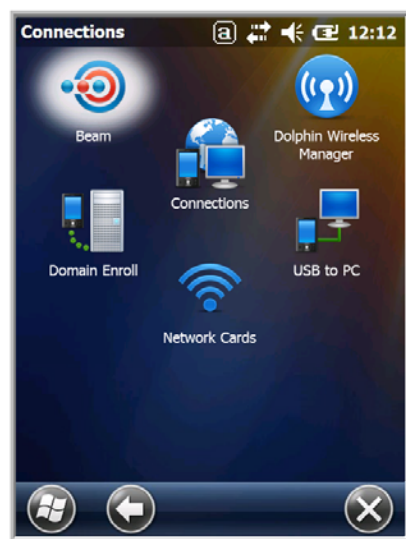 Connections a 12:12
Beam
Dolphin Wireless
Manager
Connections
Domain Enroll
USB to PC
Network Cards